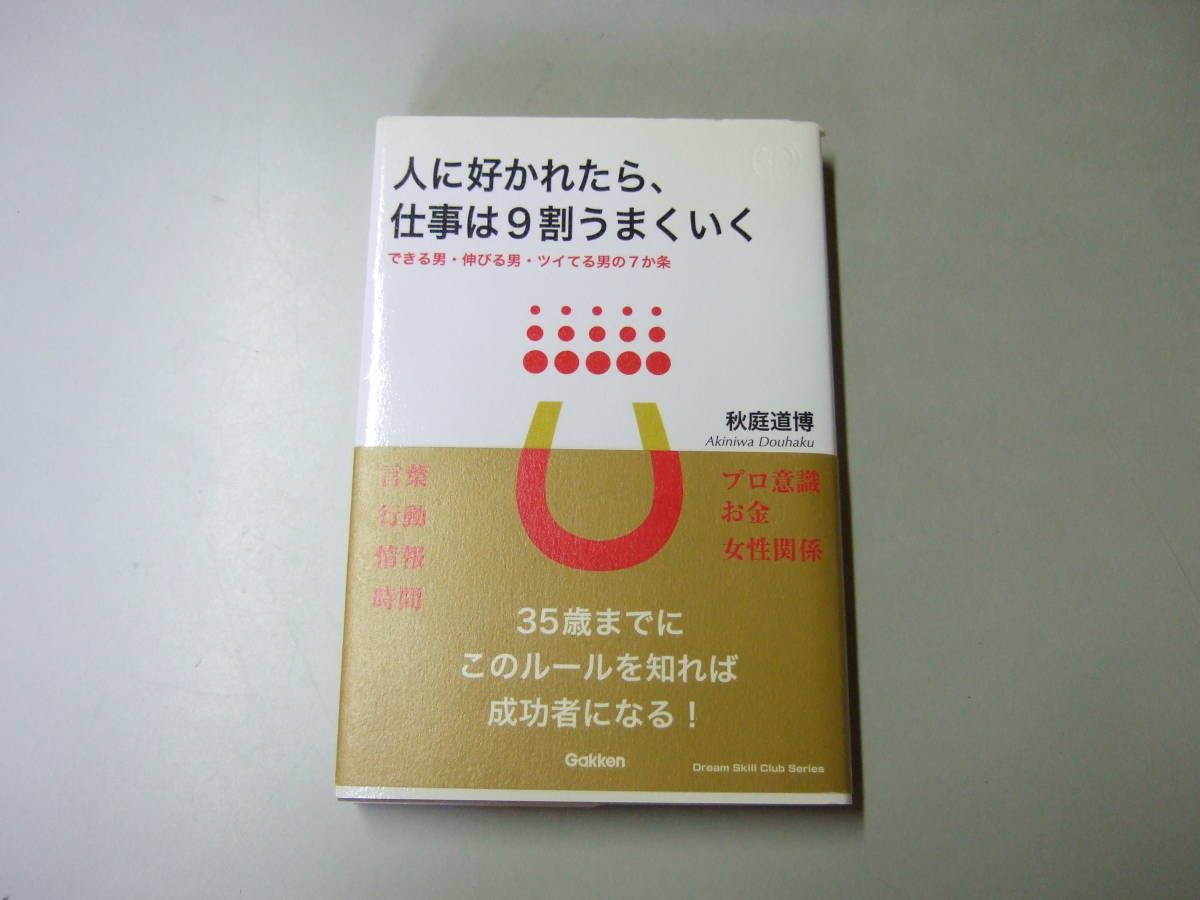 人に好かれたら、
仕事は9割うまくいく
できる男・伸びる男・ツイてる男の7か条
秋庭道博
Akiniwa Douhaku
言葉
行動
情報
時間
プロ意識
お金
女性関係
35歳までに
このルールを知れば
成功者になる!
Gakken
Dream Skill Club Series